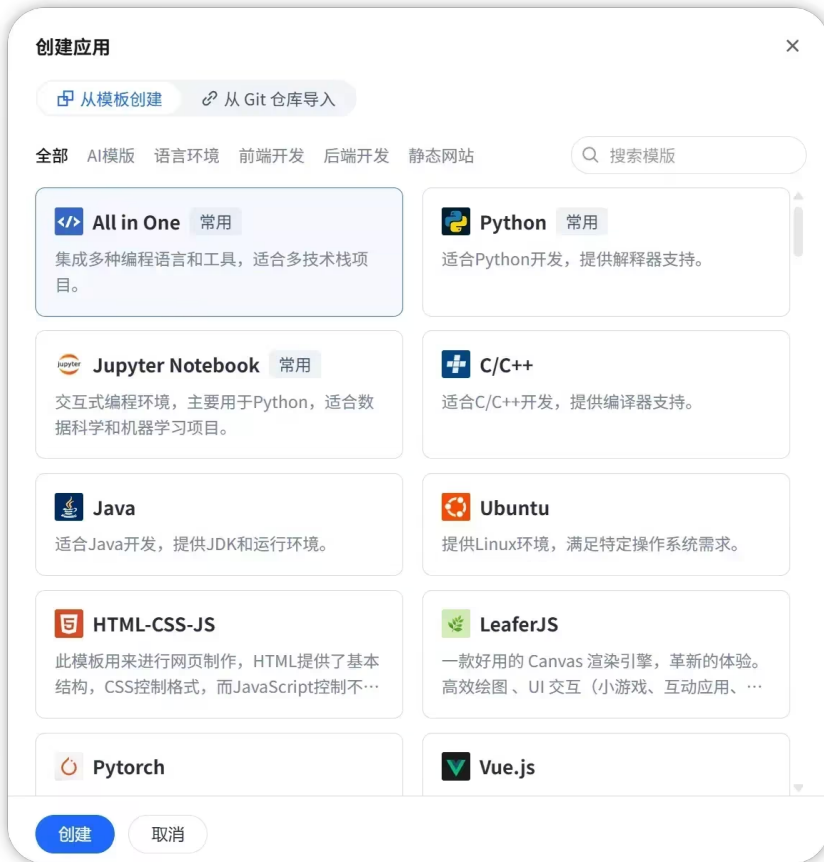 创建应用
从模板创建
从 Git 仓库导入
全部 AI模版 语言环境 前端开发 后端开发 静态网站
搜索模版
All in One 常用
集成多种编程语言和工具，适合多技术栈项
目。
Python 常用
适合Python开发，提供解释器支持。
jupyter
Jupyter Notebook 常用
交互式编程环境，主要用于Python，适合数
据科学和机器学习项目。
C/C++
适合C/C++开发，提供编译器支持。
Java
适合Java开发，提供JDK和运行环境。
Ubuntu
提供Linux环境，满足特定操作系统需求。
HTML-CSS-JS
此模板用来进行网页制作，HTML提供了基本
结构，CSS控制格式，而JavaScript控制不…
LeaferJS
一款好用的 Canvas 渲染引擎，革新的体验。
高效绘图 、UI 交互（小游戏、互动应用、…
Pytorch
Vue.js
创建
取消